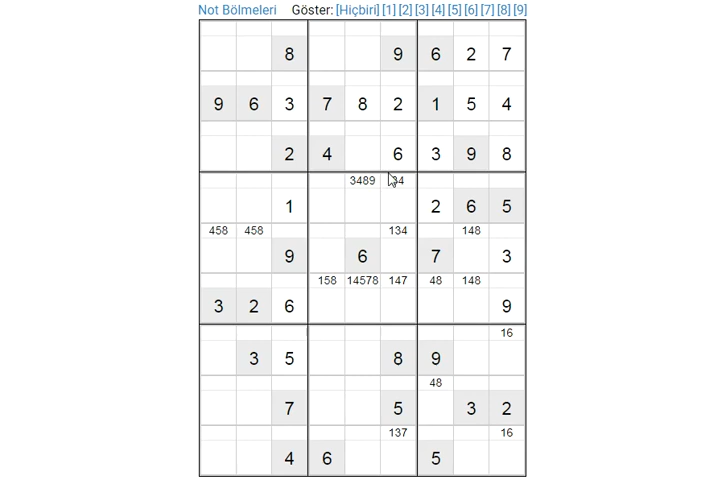 Not Bölmeleri Göster: [Hiçbiri] [1] [2] [3] [4] [5] [6] [7] [8] [9]
8 9 6 2 7
9 6 3 7 8 2 1 5 4
2 4 6 3 9 8
3489 34
1 2 6 5
458 458 134 148
9 6 7 3
158 14578 147 48 148
3 2 6 9
16
3 5 8 9
48
7 5 3 2
137 16
4 6 5